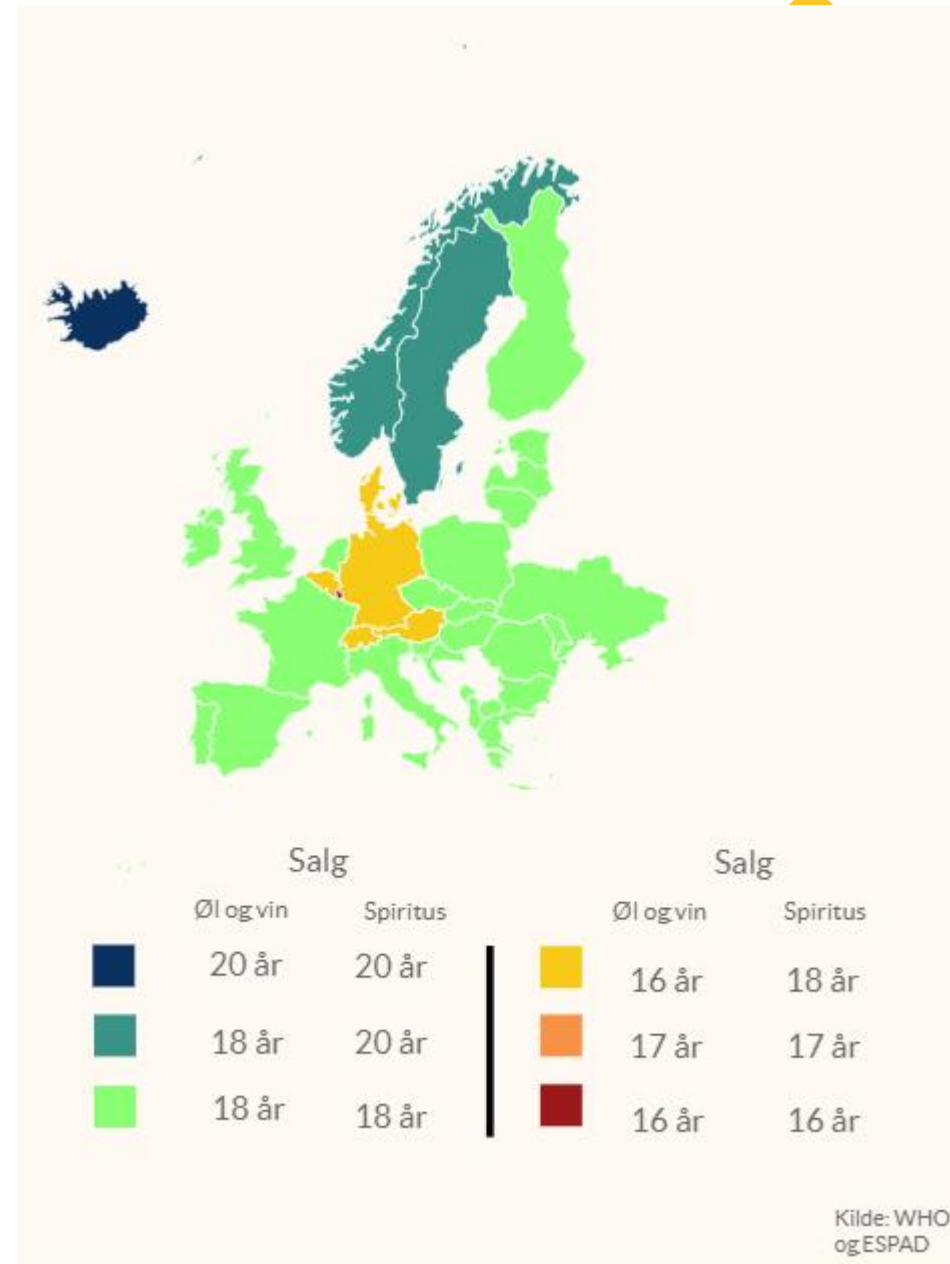 Salg
Øl og vin Spiritus
20 år 20 år
18 år 20 år
18 år 18 år
Salg
Øl og vin Spiritus
16 år 18 år
17 år 17 år
16 år 16 år
Kilde: WHO
og ESPAD